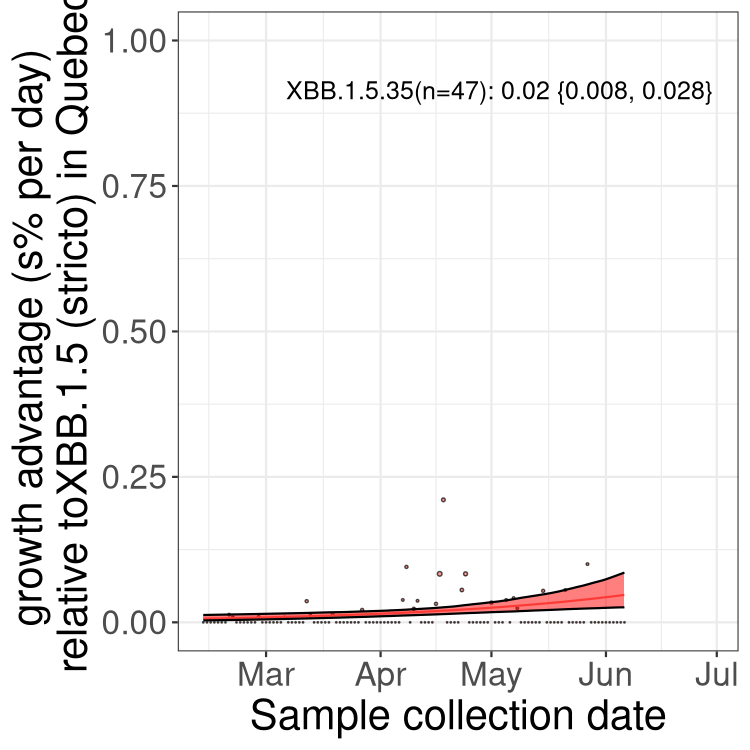 growth advantage (s% per day)
relative toXBB.1.5 (stricto) in Quebec
1.00
0.75
0.50
0.25
0.00
XBB.1.5.35(n=47): 0.02 {0.008, 0.028}
Mar Apr May Jun Jul
Sample collection date